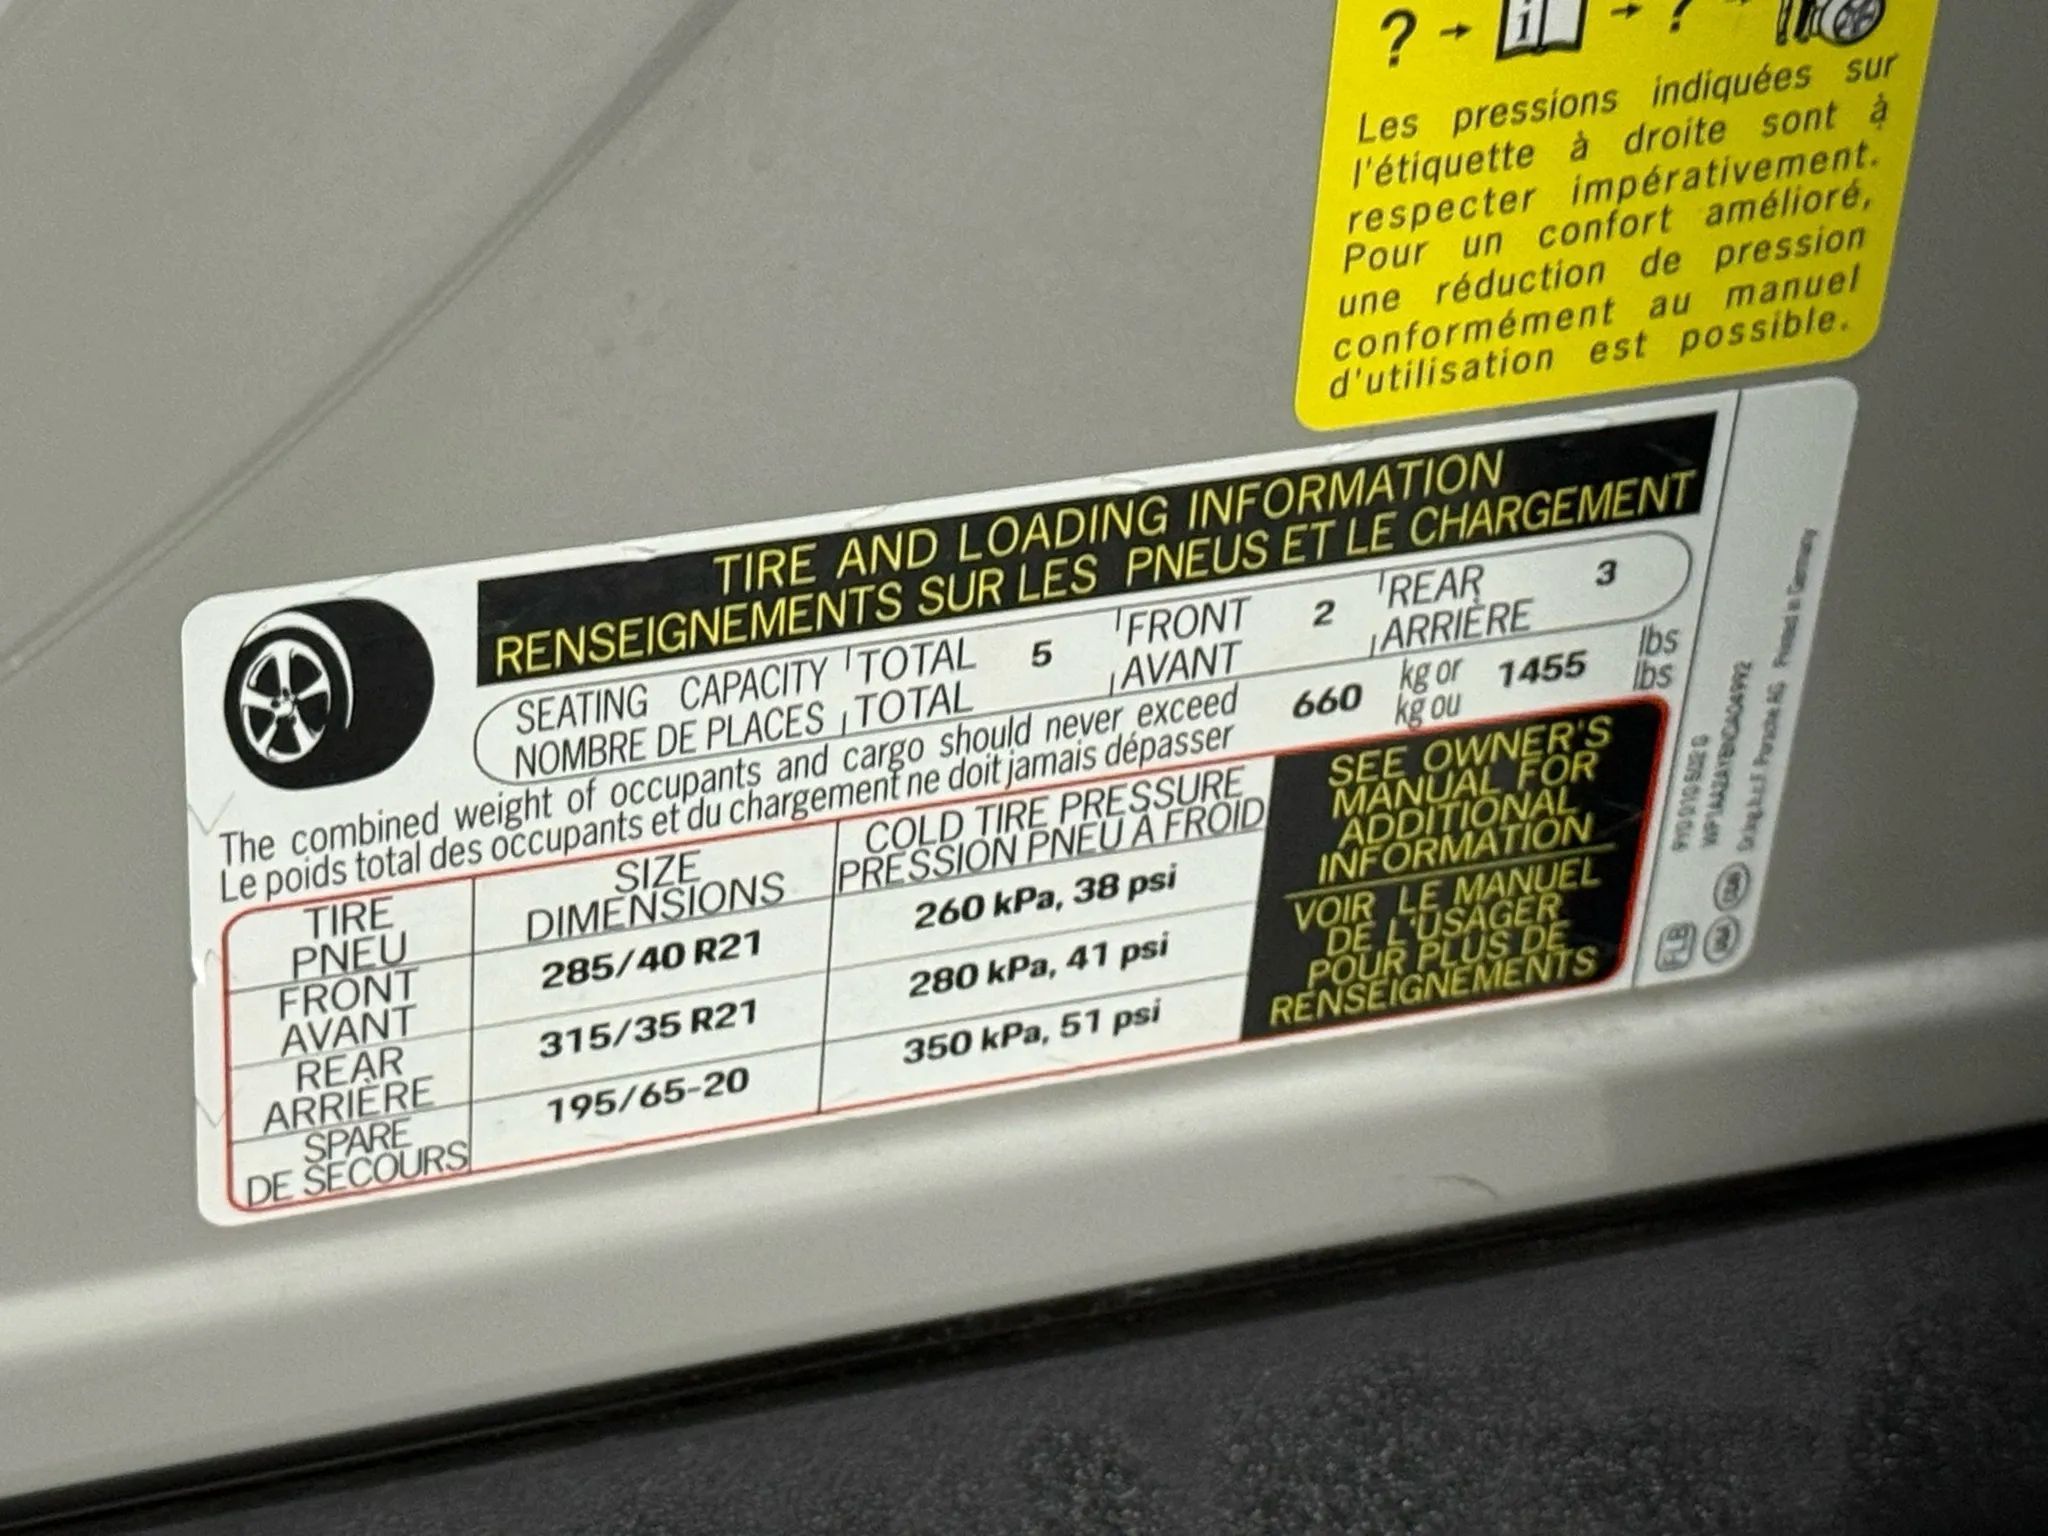 ? → i → ? →
Les pressions indiquées sur
l'étiquette à droite sont à
respecter impérativement.
Pour un confort amélioré,
une réduction de pression
conformément au manuel
d'utilisation est possible.
TIRE AND LOADING INFORMATION
RENSEIGNEMENTS SUR LES PNEUS ET LE CHARGEMENT
SEATING CAPACITY TOTAL 5 FRONT 2 REAR 3
NOMBRE DE PLACES TOTAL AVANT ARRIÈRE
The combined weight of occupants and cargo should never exceed 660 kg or 1455 lbs
Le poids total des occupants et du chargement ne doit jamais dépasser kg ou lbs
TIRE SIZE COLD TIRE PRESSURE
PNEU DIMENSIONS PRESSION PNEU A FROID
FRONT 285/40 R21 260 kPa, 38 psi
AVANT
REAR 315/35 R21 280 kPa, 41 psi
ARRIÈRE
SPARE 195/65-20 350 kPa, 51 psi
DE SECOURS
SEE OWNER'S
MANUAL FOR
ADDITIONAL
INFORMATION
VOIR LE MANUEL
DE L'USAGER
POUR PLUS DE
RENSEIGNEMENTS
FLB
Porsche AG Printed in Germany